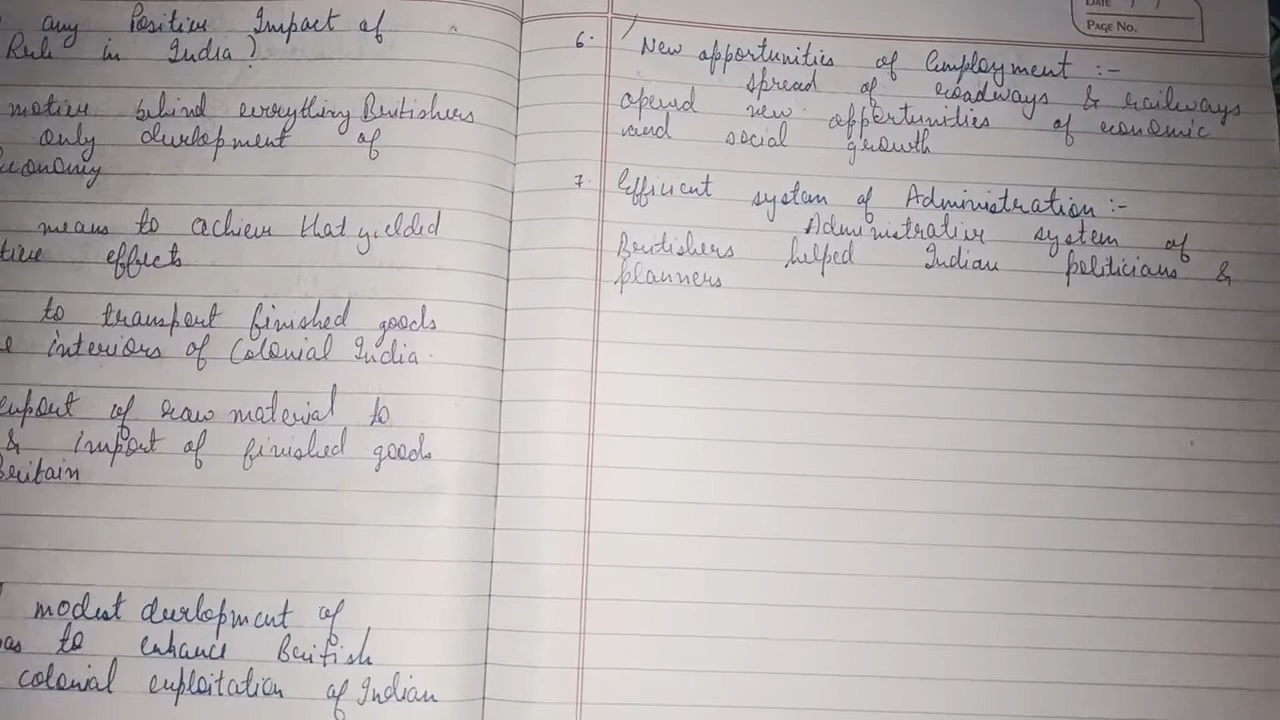 any Positive Impact of
Rule in India?
motive behind everything Britishers
only development of
economy
means to achieve that yielded
tive effects
to transport finished goods
e interiors of Colonial India.
export of raw material to
& import of finished goods
Britain
modest development of
as to enhance British
colonial exploitation of Indian
DATE / /
PAGE No.
6. New opportunities of Employment :-
spread of roadways & railways
opened new opportunities of economic
and social growth
7. Efficient system of Administration :-
Administrative system of
Britishers helped Indian politicians &
planners